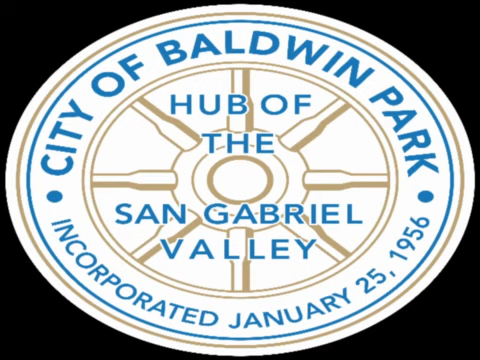 CITY OF BALDWIN PARK
HUB OF
THE
SAN GABRIEL
VALLEY
INCORPORATED JANUARY 25, 1956